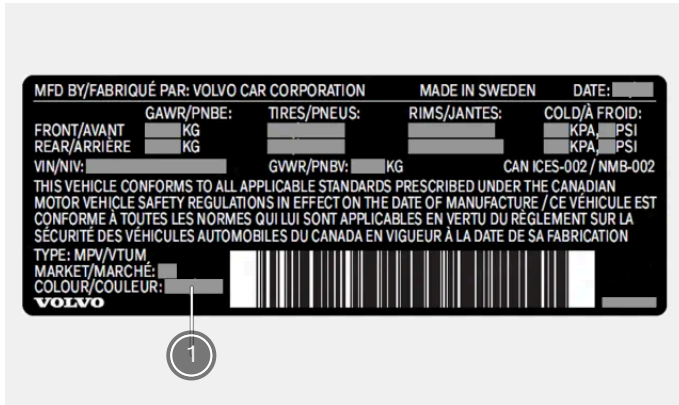 MFD BY/FABRIQUÉ PAR: VOLVO CAR CORPORATION MADE IN SWEDEN DATE:
GAWR/PNBE: TIRES/PNEUS: RIMS/JANTES: COLD/À FROID:
FRONT/AVANT KG KPA, PSI
REAR/ARRIÈRE KG KPA, PSI
VIN/NIV: GVWR/PNBV: KG CAN ICES-002 / NMB-002
THIS VEHICLE CONFORMS TO ALL APPLICABLE STANDARDS PRESCRIBED UNDER THE CANADIAN
MOTOR VEHICLE SAFETY REGULATIONS IN EFFECT ON THE DATE OF MANUFACTURE / CE VÉHICULE EST
CONFORME À TOUTES LES NORMES QUI LUI SONT APPLICABLES EN VERTU DU RÈGLEMENT SUR LA
SÉCURITÉ DES VÉHICULES AUTOMOBILES DU CANADA EN VIGUEUR À LA DATE DE SA FABRICATION
TYPE: MPV/VTUM
MARKET/MARCHÉ:
COLOUR/COULEUR:
VOLVO
1